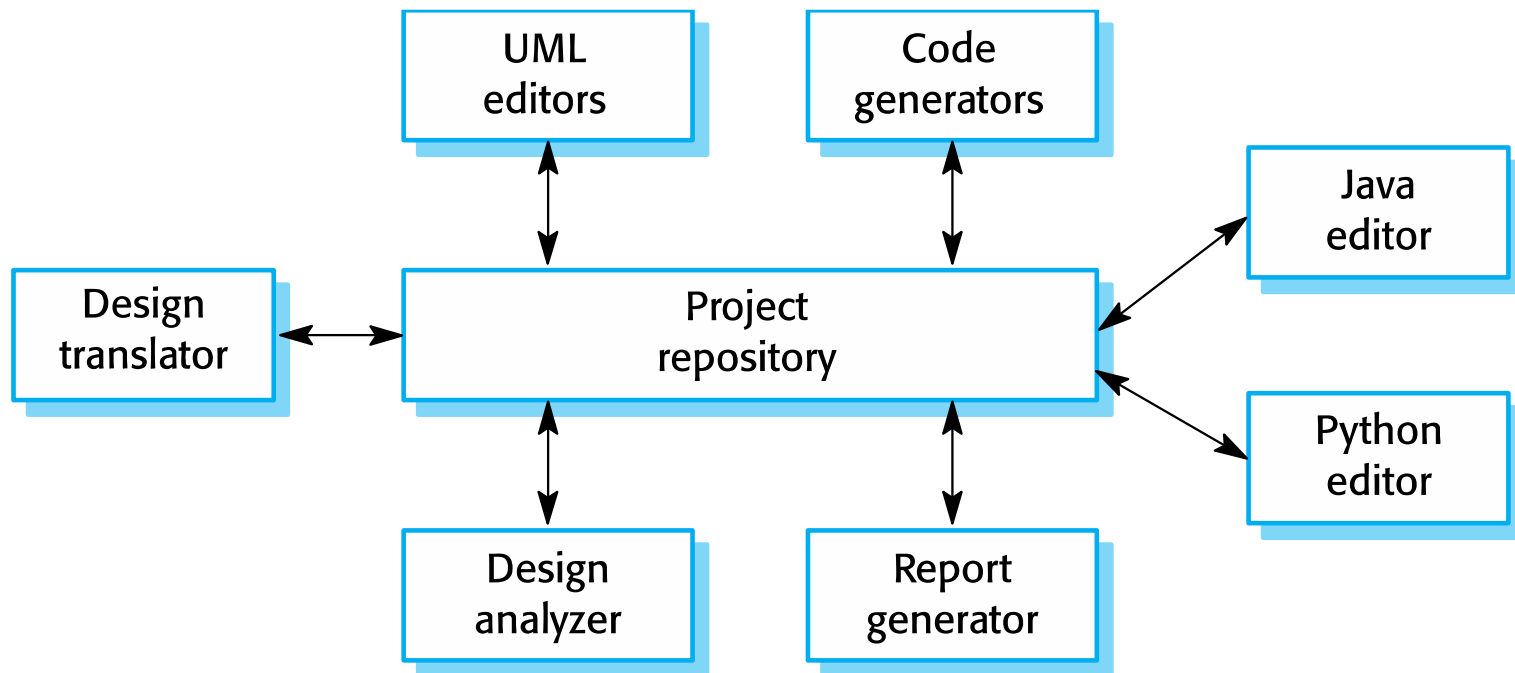 UML
editors
Code
generators
Java
editor
Design
translator
Project
repository
Python
editor
Design
analyzer
Report
generator